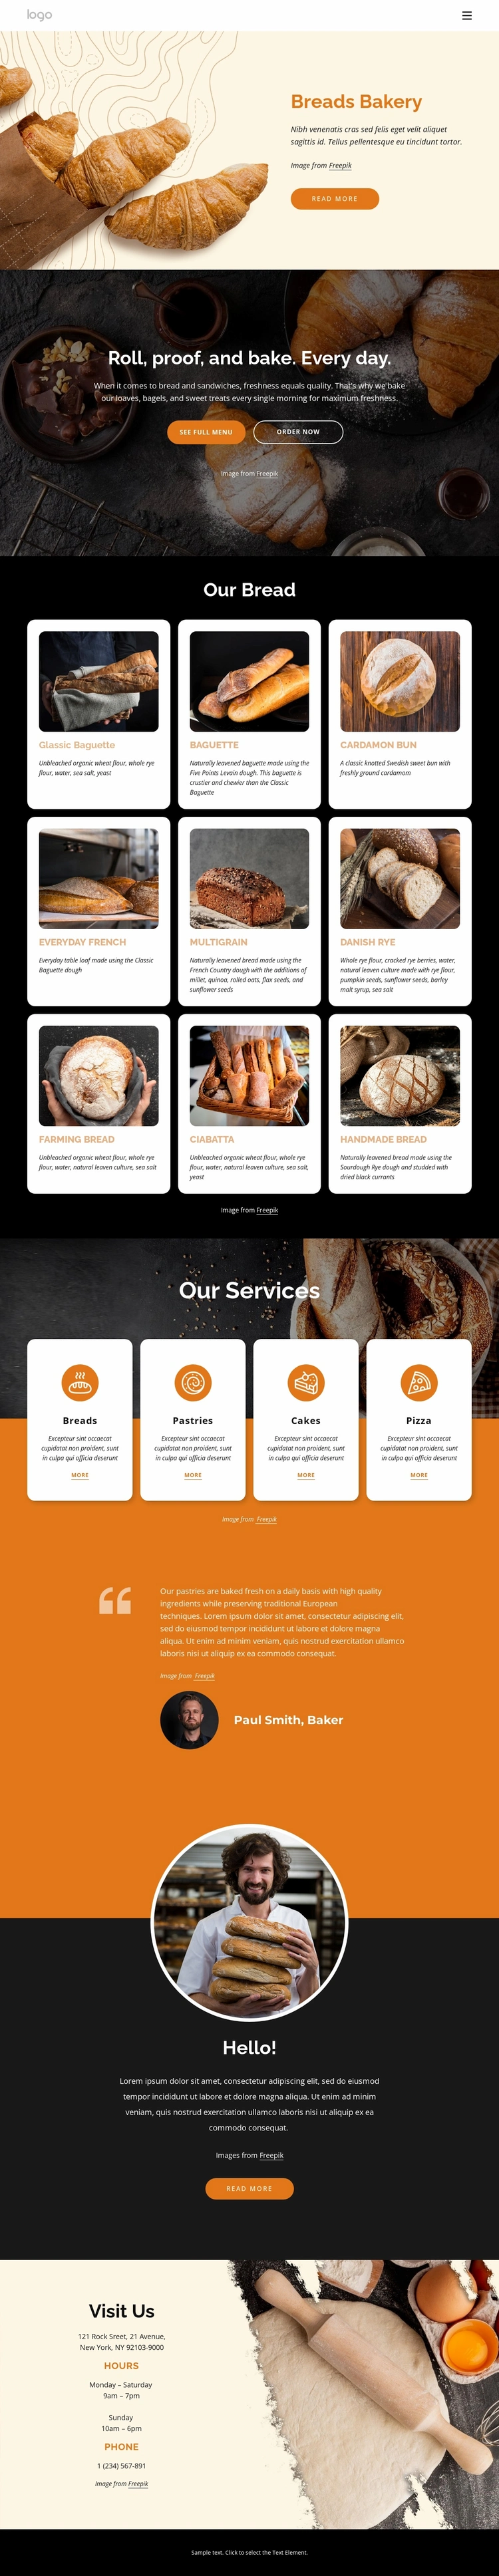 logo
Breads Bakery
Nibh venenatis cras sed felis eget velit aliquet
sagittis id. Tellus pellentesque eu tincidunt tortor.
Image from Freepik
READ MORE
Roll, proof, and bake. Every day.
When it comes to bread and sandwiches, freshness equals quality. That's why we bake
our loaves, bagels, and sweet treats every single morning for maximum freshness.
SEE FULL MENU
ORDER NOW
Image from Freepik
Our Bread
Glassic Baguette
Unbleached organic wheat flour, whole rye
flour, water, sea salt, yeast
BAGUETTE
Naturally leavened baguette made using the
Five Points Levain dough. This baguette is
crustier and chewier than the Classic
Baguette
CARDAMON BUN
A classic knotted Swedish sweet bun with
freshly ground cardamom
EVERYDAY FRENCH
Everyday table loaf made using the Classic
Baguette dough
MULTIGRAIN
Naturally leavened bread made using the
French Country dough with the additions of
millet, quinoa, rolled oats, flax seeds, and
sunflower seeds
DANISH RYE
Whole rye flour, cracked rye berries, water,
natural leaven culture made with rye flour,
pumpkin seeds, sunflower seeds, barley
malt syrup, sea salt
FARMING BREAD
Unbleached organic wheat flour, whole rye
flour, water, natural leaven culture, sea salt
CIABATTA
Unbleached organic wheat flour, whole rye
flour, water, natural leaven culture, sea salt,
yeast
HANDMADE BREAD
Naturally leavened bread made using the
Sourdough Rye dough and studded with
dried black currants
Image from Freepik
Our Services
Breads
Excepteur sint occaecat
cupidatat non proident, sunt
in culpa qui officia deserunt
MORE
Pastries
Excepteur sint occaecat
cupidatat non proident, sunt
in culpa qui officia deserunt
MORE
Cakes
Excepteur sint occaecat
cupidatat non proident, sunt
in culpa qui officia deserunt
MORE
Pizza
Excepteur sint occaecat
cupidatat non proident, sunt
in culpa qui officia deserunt
MORE
Image from Freepik
Our pastries are baked fresh on a daily basis with high quality
ingredients while preserving traditional European
techniques. Lorem ipsum dolor sit amet, consectetur adipiscing elit,
sed do eiusmod tempor incididunt ut labore et dolore magna
aliqua. Ut enim ad minim veniam, quis nostrud exercitation ullamco
laboris nisi ut aliquip ex ea commodo consequat.
Image from Freepik
Paul Smith, Baker
Hello!
Lorem ipsum dolor sit amet, consectetur adipiscing elit, sed do eiusmod
tempor incididunt ut labore et dolore magna aliqua. Ut enim ad minim
veniam, quis nostrud exercitation ullamco laboris nisi ut aliquip ex ea
commodo consequat.
Images from Freepik
READ MORE
Visit Us
121 Rock Sreet, 21 Avenue,
New York, NY 92103-9000
HOURS
Monday – Saturday
9am – 7pm
Sunday
10am – 6pm
PHONE
1 (234) 567-891
Image from Freepik
Sample text. Click to select the Text Element.